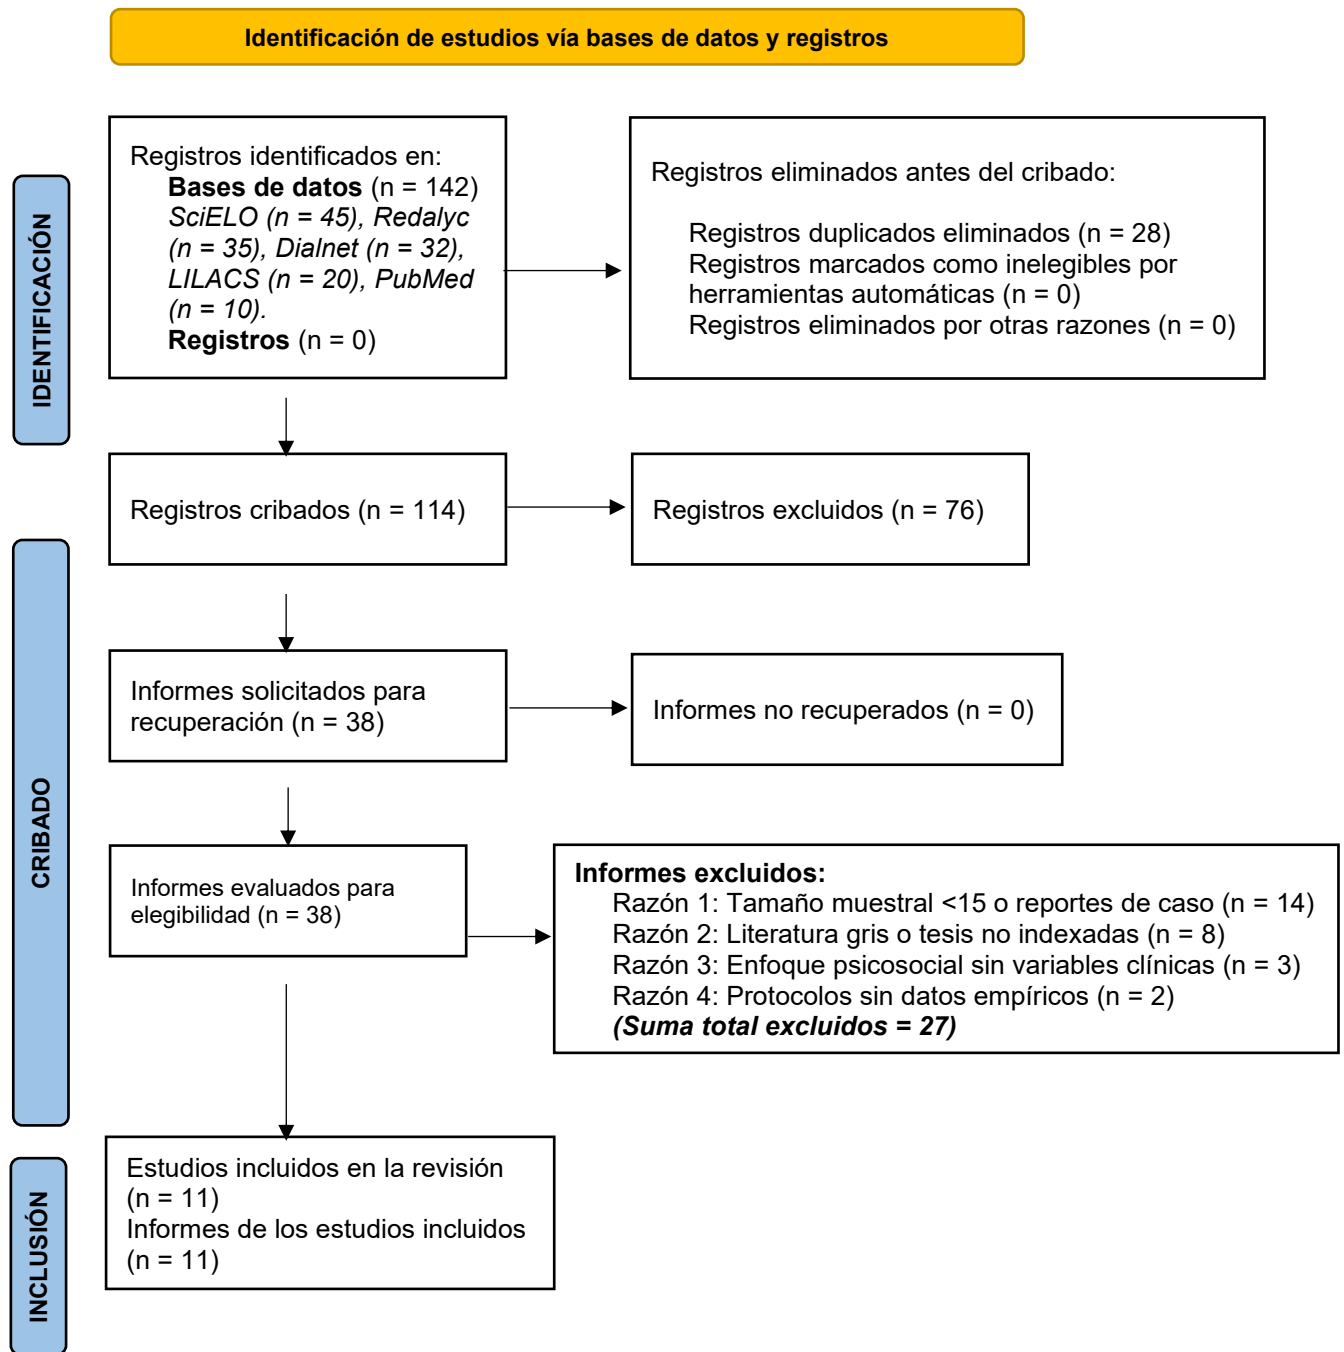 Identificación de estudios vía bases de datos y registros
IDENTIFICACIÓN
Registros identificados en:
Bases de datos (n = 142)
SciELO (n = 45), Redalyc
(n = 35), Dialnet (n = 32),
LILACS (n = 20), PubMed
(n = 10).
Registros (n = 0)
Registros eliminados antes del cribado:
Registros duplicados eliminados (n = 28)
Registros marcados como inelegibles por
herramientas automáticas (n = 0)
Registros eliminados por otras razones (n = 0)
CRIBADO
Registros cribados (n = 114)
Registros excluidos (n = 76)
Informes solicitados para
recuperación (n = 38)
Informes no recuperados (n = 0)
Informes evaluados para
elegibilidad (n = 38)
Informes excluidos:
Razón 1: Tamaño muestral <15 o reportes de caso (n = 14)
Razón 2: Literatura gris o tesis no indexadas (n = 8)
Razón 3: Enfoque psicosocial sin variables clínicas (n = 3)
Razón 4: Protocolos sin datos empíricos (n = 2)
(Suma total excluidos = 27)
INCLUSIÓN
Estudios incluidos en la revisión
(n = 11)
Informes de los estudios incluidos
(n = 11)